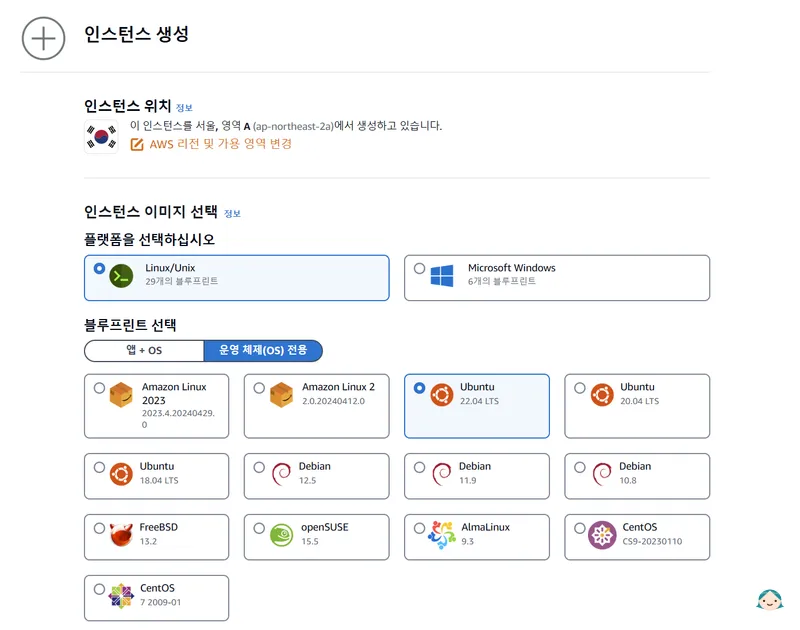 인스턴스 생성
인스턴스 위치 정보
이 인스턴스를 서울, 영역 A (ap-northeast-2a)에서 생성하고 있습니다.
AWS 리전 및 가용 영역 변경
인스턴스 이미지 선택 정보
플랫폼을 선택하십시오
Linux/Unix
29개의 블루프린트
Microsoft Windows
6개의 블루프린트
블루프린트 선택
앱 + OS
운영 체제(OS) 전용
Amazon Linux
2023
2023.4.20240429.
0
Amazon Linux 2
2.0.20240412.0
Ubuntu
22.04 LTS
Ubuntu
20.04 LTS
Ubuntu
18.04 LTS
Debian
12.5
Debian
11.9
Debian
10.8
FreeBSD
13.2
openSUSE
15.5
AlmaLinux
9.3
CentOS
CS9-20230110
CentOS
7 2009-01